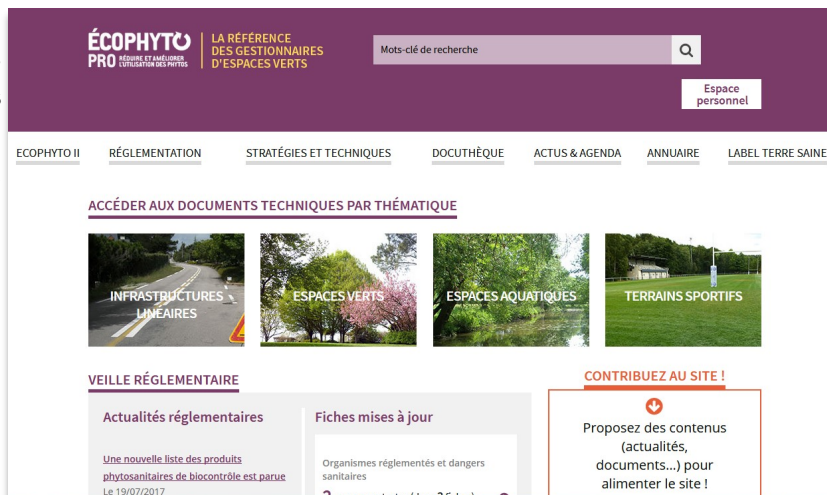 ÉCOPHYTO
PRO RÉDUIRE ET AMÉLIORER
L'UTILISATION DES PHYTOS
LA RÉFÉRENCE
DES GESTIONNAIRES
D'ESPACES VERTS
Mots-clé de recherche
Espace
personnel
ECOPHYTO II RÉGLEMENTATION STRATÉGIES ET TECHNIQUES DOCUTHÈQUE ACTUS & AGENDA ANNUAIRE LABEL TERRE SAINE
ACCÉDER AUX DOCUMENTS TECHNIQUES PAR THÉMATIQUE
INFRASTRUCTURES
LINÉAIRES
ESPACES VERTS
ESPACES AQUATIQUES
TERRAINS SPORTIFS
VEILLE RÉGLEMENTAIRE
Actualités réglementaires
Une nouvelle liste des produits
phytosanitaires de biocontrôle est parue
Le 19/07/2017
Fiches mises à jour
Organismes réglementés et dangers
sanitaires
CONTRIBUEZ AU SITE !
Proposez des contenus
(actualités,
documents...) pour
alimenter le site !